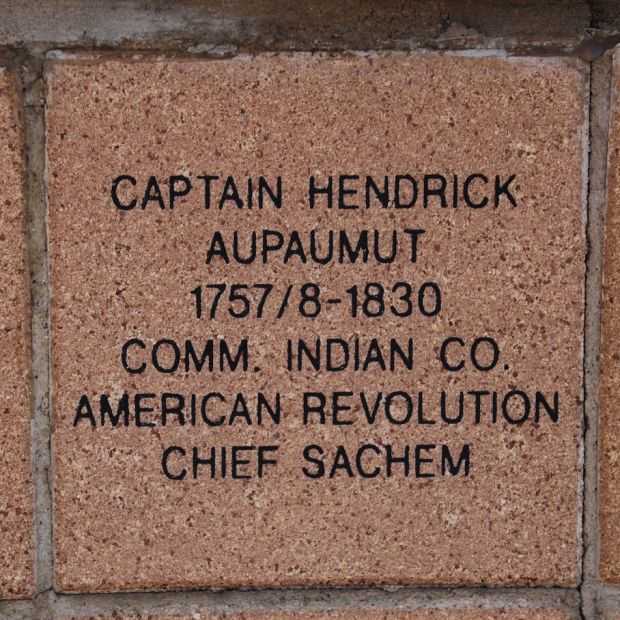 CAPTAIN HENDRICK
AUPAUMUT
1757/8-1830
COMM. INDIAN CO.
AMERICAN REVOLUTION
CHIEF SACHEM